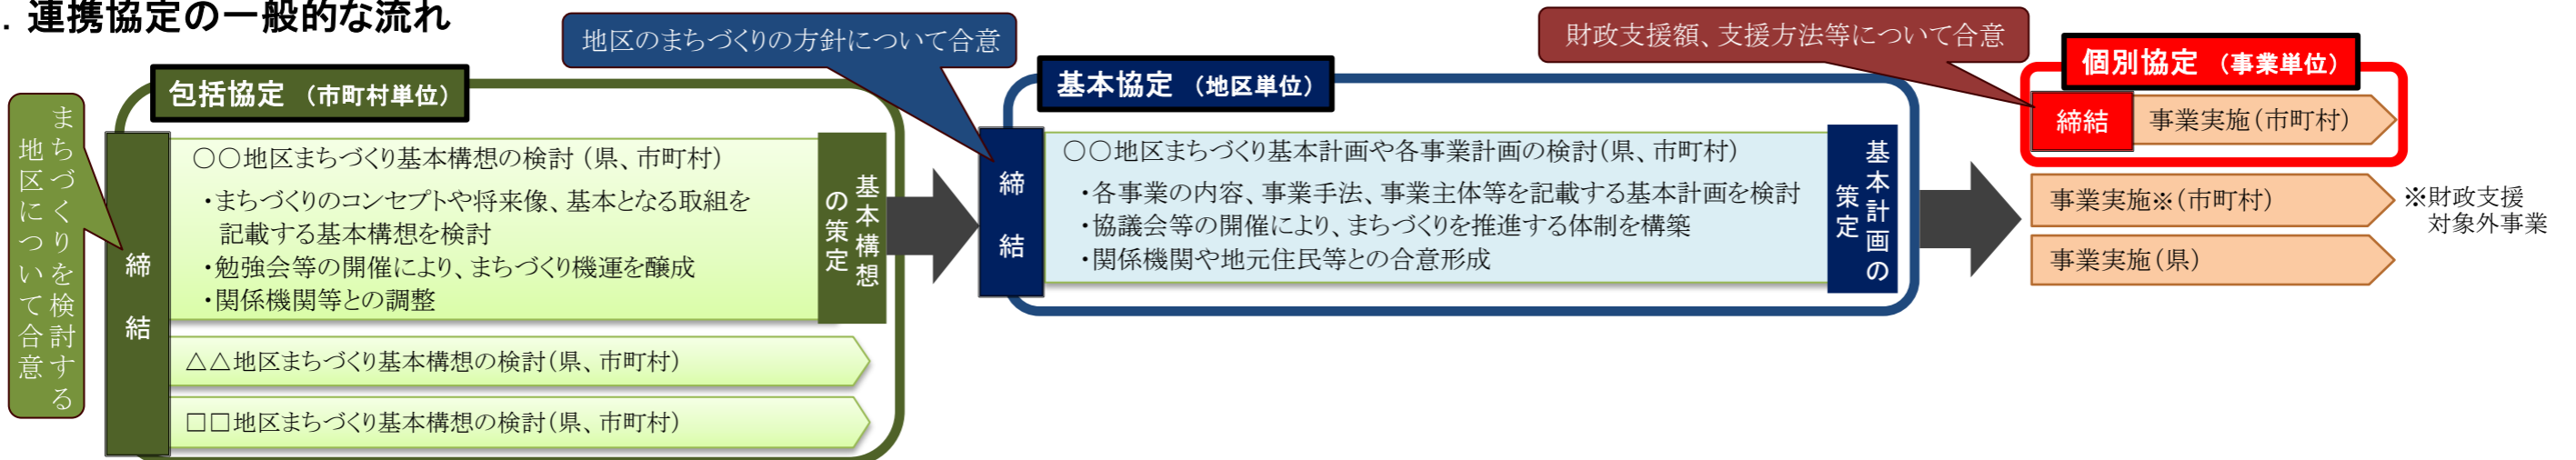 . 連携協定の一般的な流れ
まちづくりを検討する
地区について合意
包括協定 (市町村単位)
締結
○○地区まちづくり基本構想の検討 (県、市町村)
・まちづくりのコンセプトや将来像、基本となる取組を
記載する基本構想を検討
・勉強会等の開催により、まちづくり機運を醸成
・関係機関等との調整
基本構想
の策定
△△地区まちづくり基本構想の検討(県、市町村)
□□地区まちづくり基本構想の検討(県、市町村)
地区のまちづくりの方針について合意
基本協定 (地区単位)
締結
○○地区まちづくり基本計画や各事業計画の検討(県、市町村)
・各事業の内容、事業手法、事業主体等を記載する基本計画を検討
・協議会等の開催により、まちづくりを推進する体制を構築
・関係機関や地元住民等との合意形成
基本計画の
策定
財政支援額、支援方法等について合意
個別協定 (事業単位)
締結
事業実施(市町村)
事業実施※(市町村)
事業実施(県)
※財政支援
対象外事業